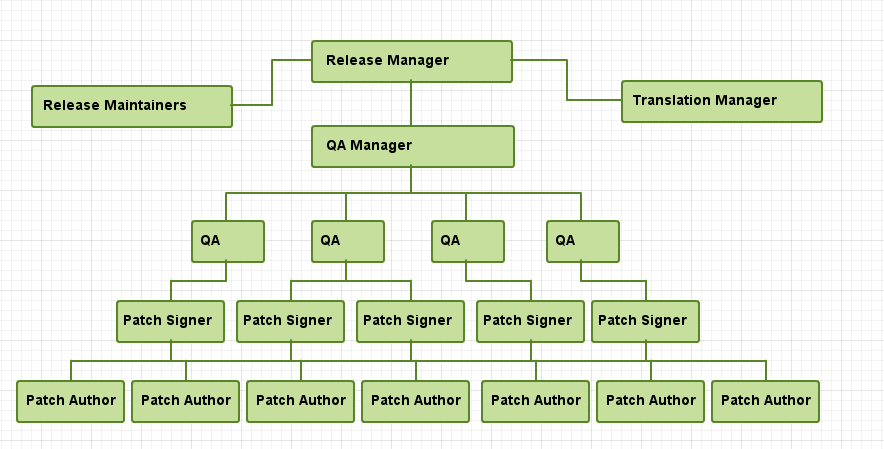 Release Manager
Release Maintainers
Translation Manager
QA Manager
QA
QA
QA
QA
Patch Signer
Patch Signer
Patch Signer
Patch Signer
Patch Signer
Patch Author
Patch Author
Patch Author
Patch Author
Patch Author
Patch Author
Patch Author